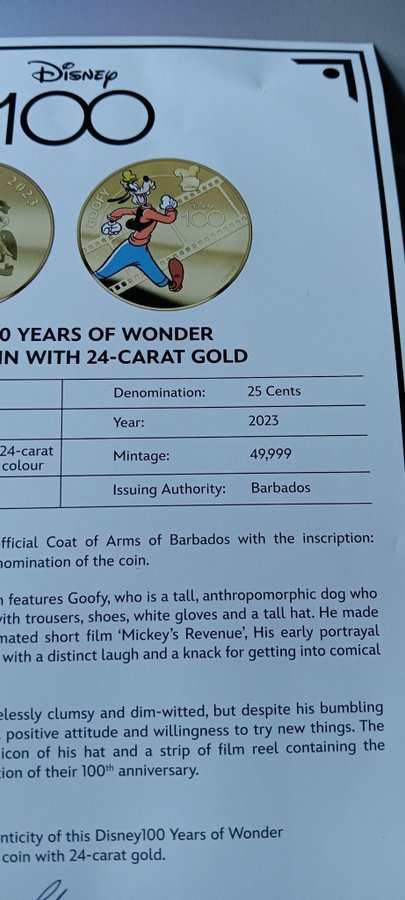 Disney
100
2023
GOOFY
Disney
100
0 YEARS OF WONDER
IN WITH 24-CARAT GOLD
Denomination: 25 Cents
Year: 2023
24-carat
colour
Mintage: 49,999
Issuing Authority: Barbados
fficial Coat of Arms of Barbados with the inscription:
nomination of the coin.
n features Goofy, who is a tall, anthropomorphic dog who
with trousers, shoes, white gloves and a tall hat. He made
mated short film ‘Mickey’s Revenue’, His early portrayal
with a distinct laugh and a knack for getting into comical
elessly clumsy and dim-witted, but despite his bumbling
positive attitude and willingness to try new things. The
icon of his hat and a strip of film reel containing the
tion of their 100th anniversary.
nticity of this Disney100 Years of Wonder
coin with 24-carat gold.